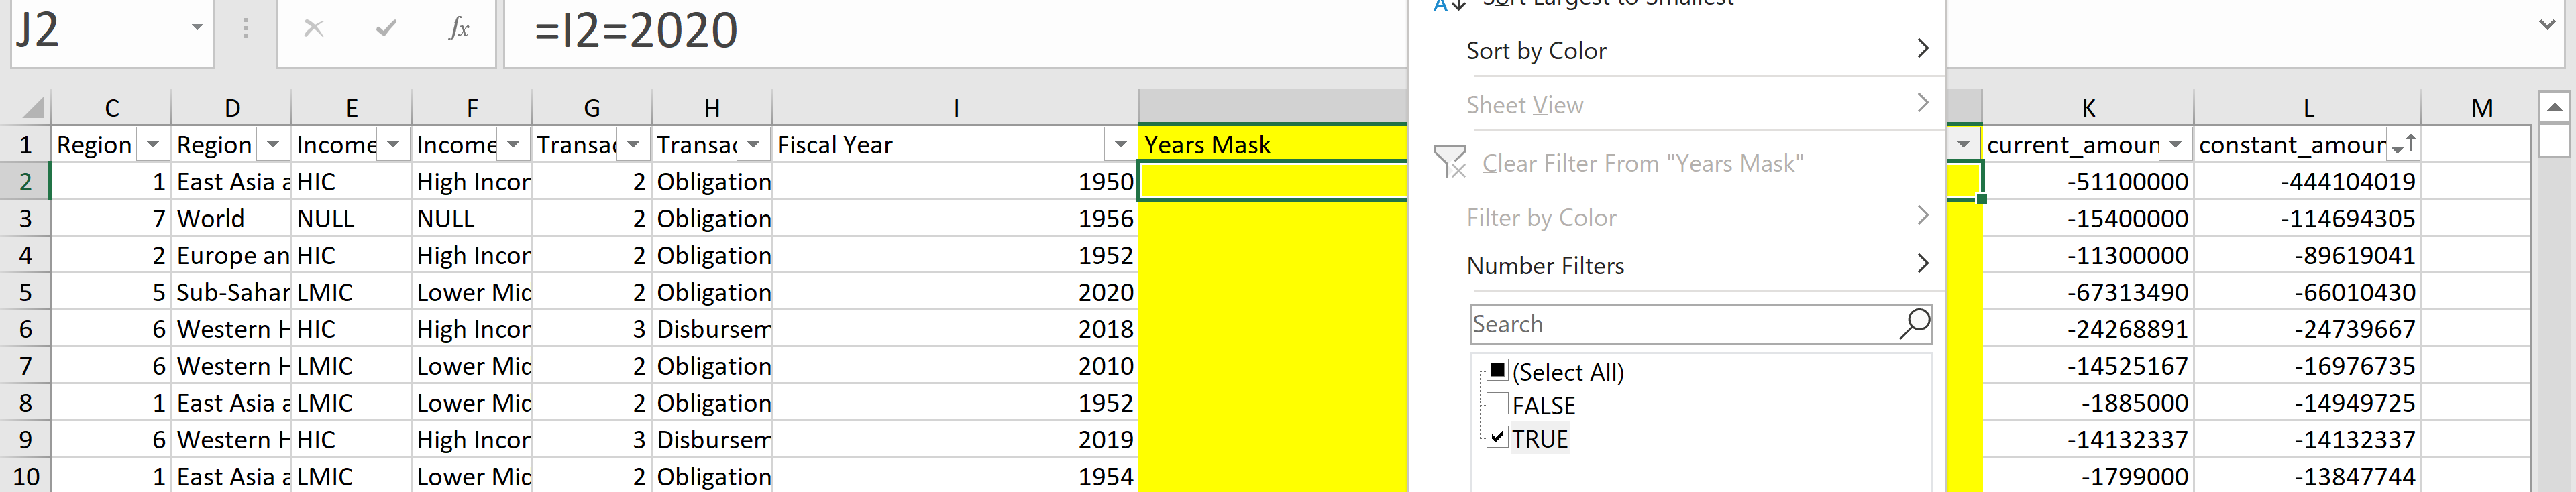 J2 fx =I2=2020
Sort Largest to Smallest
Sort by Color
Sheet View
Clear Filter From "Years Mask"
Filter by Color
Number Filters
Search
(Select All)
FALSE
TRUE
C D E F G H I K L M
1 Region Region Income Income Transac Transac Fiscal Year Years Mask current_amoun constant_amour
2 1 East Asia a HIC High Incor 2 Obligation 1950 -51100000 -444104019
3 7 World NULL NULL 2 Obligation 1956 -15400000 -114694305
4 2 Europe an HIC High Incor 2 Obligation 1952 -11300000 -89619041
5 5 Sub-Sahar LMIC Lower Mid 2 Obligation 2020 -67313490 -66010430
6 6 Western H HIC High Incor 3 Disbursem 2018 -24268891 -24739667
7 6 Western H LMIC Lower Mid 2 Obligation 2010 -14525167 -16976735
8 1 East Asia a LMIC Lower Mid 2 Obligation 1952 -1885000 -14949725
9 6 Western H HIC High Incor 3 Disbursem 2019 -14132337 -14132337
10 1 East Asia a LMIC Lower Mid 2 Obligation 1954 -1799000 -13847744